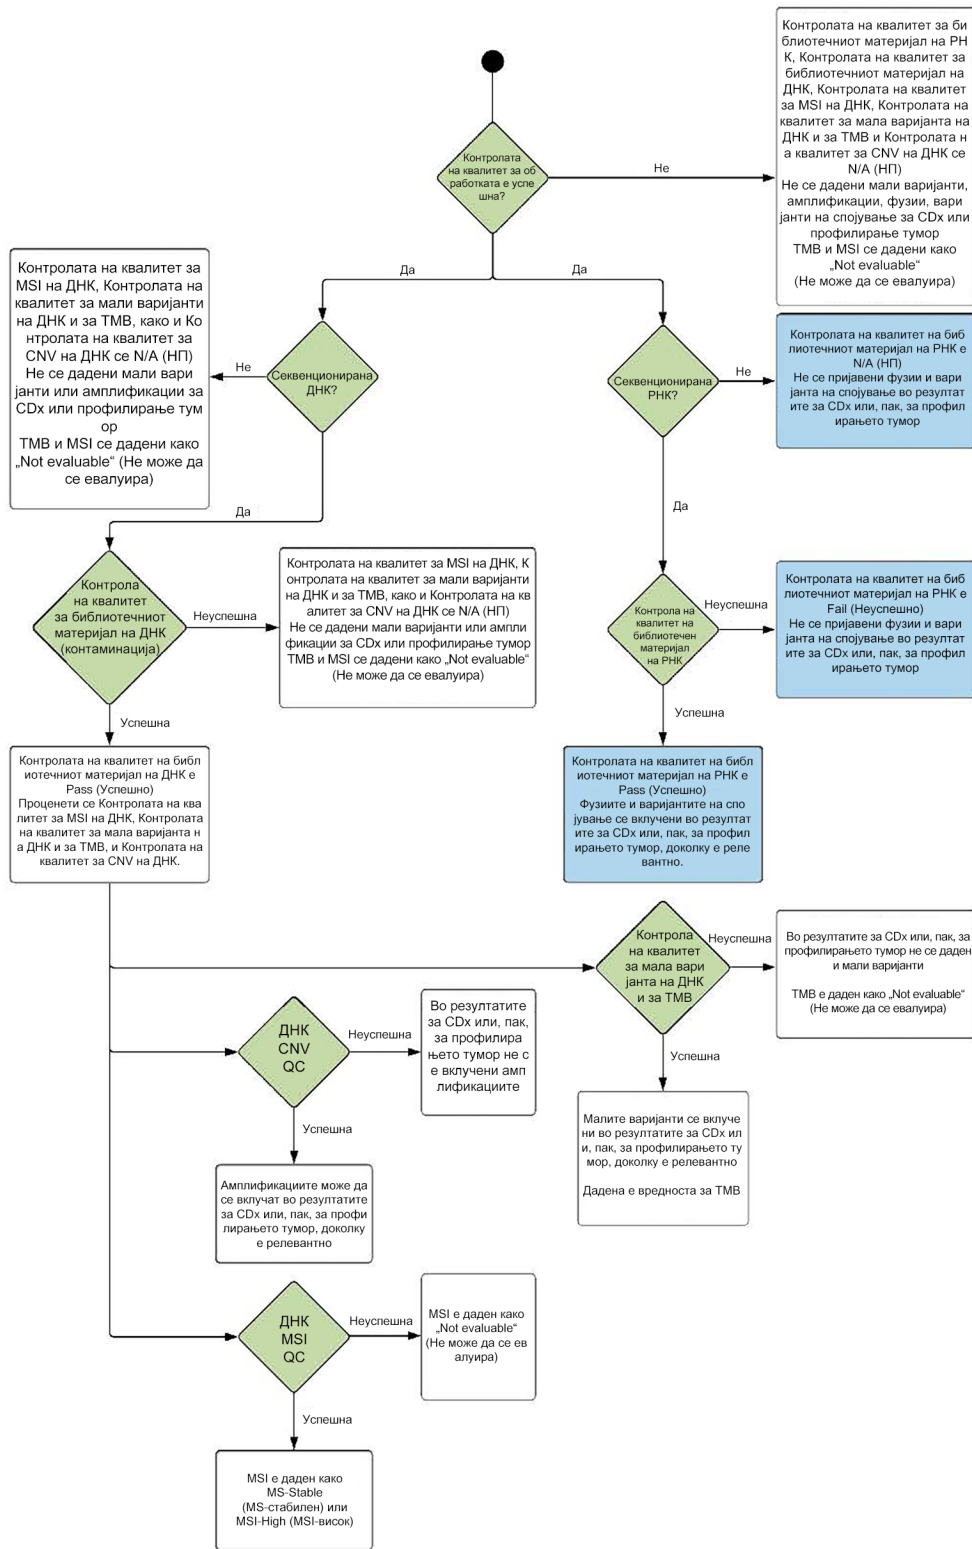 Контролата на квалитет за би
блиотечниот материјал на РН
К, Контролата на квалитет за
библиотечниот материјал на
ДНК, Контролата на квалитет
за MSI на ДНК, Контролата на
квалитет за мала варијанта на
ДНК и за TMB и Контролата н
а квалитет за CNV на ДНК се
N/A (НП)
Не се дадени мали варијанти,
амплификации, фузии, вари
јанти на спојување за CDx или
профилирање тумор
TMB и MSI се дадени како
„Not evaluable“
(Не може да се евалуира)
Контролата
на квалитет за об
работката е успе
шна?
Не
Да
Да
Контролата на квалитет за
MSI на ДНК, Контролата на
квалитет за мали варијанти
на ДНК и за TMB, како и Ко
нтролата на квалитет за
CNV на ДНК се N/A (НП)
Не се дадени мали вари
јанти или амплификации за
CDx или профилирање тум
ор
TMB и MSI се дадени како
„Not evaluable“ (Не може да
се евалуира)
Не
Секвенционирана
ДНК?
Секвенционирана
РНК?
Не
Контролата на квалитет на биб
лиотечниот материјал на РНК е
N/A (НП)
Не се пријавени фузии и вари
јанта на спојување во резултат
ите за CDx или, пак, за профил
ирањето тумор
Да
Да
Контрола
на квалитет
за библиотечниот
материјал на ДНК
(контаминација)
Неуспешна
Контролата на квалитет за MSI на ДНК, К
онтролата на квалитет за мали варијанти
на ДНК и за TMB, како и Контролата на кв
алитет за CNV на ДНК се N/A (НП)
Не се дадени мали варијанти или ампли
фикации за CDx или профилирање тумор
TMB и MSI се дадени како „Not evaluable“
(Не може да се евалуира)
Контрола на
квалитет на
библиотечен
материјал
на РНК
Неуспешна
Контролата на квалитет на биб
лиотечниот материјал на РНК е
Fail (Неуспешно)
Не се пријавени фузии и вари
јанта на спојување во резултат
ите за CDx или, пак, за профил
ирањето тумор
Успешна
Успешна
Контролата на квалитет на библ
иотечниот материјал на ДНК е
Pass (Успешно)
Проценети се Контролата на ква
литет за MSI на ДНК, Контролата
на квалитет за мала варијанта н
а ДНК и за TMB, и Контролата на
квалитет за CNV на ДНК.
Контролата на квалитет на библ
иотечниот материјал на РНК е
Pass (Успешно)
Фузиите и варијантите на спо
јување се вклучени во резултат
ите за CDx или, пак, за профил
ирањето тумор, доколку е реле
вантно.
Контрола
на квалитет
за мала вари
јанта на ДНК
и за TMB
Неуспешна
Во резултатите за CDx или, пак, за
профилирањето тумор не се даден
и мали варијанти
TMB е даден како „Not evaluable“
(Не може да се евалуира)
Успешна
Малите варијанти се вклуче
ни во резултатите за CDx ил
и, пак, за профилирањето ту
мор, доколку е релевантно
Дадена е вредноста за TMB
ДНК
CNV
QC
Неуспешна
Во резултатите
за CDx или, пак,
за профилира
њето тумор не с
е вклучени амп
лификациите
Успешна
Амплификациите може да
се вклучат во резултатите
за CDx или, пак, за профи
лирањето тумор, доколку
е релевантно
ДНК
MSI
QC
Неуспешна
MSI е даден како
„Not evaluable“
(Не може да се ев
алуира)
Успешна
MSI е даден како
MS-Stable
(MS-стабилен) или
MSI-High (MSI-висок)